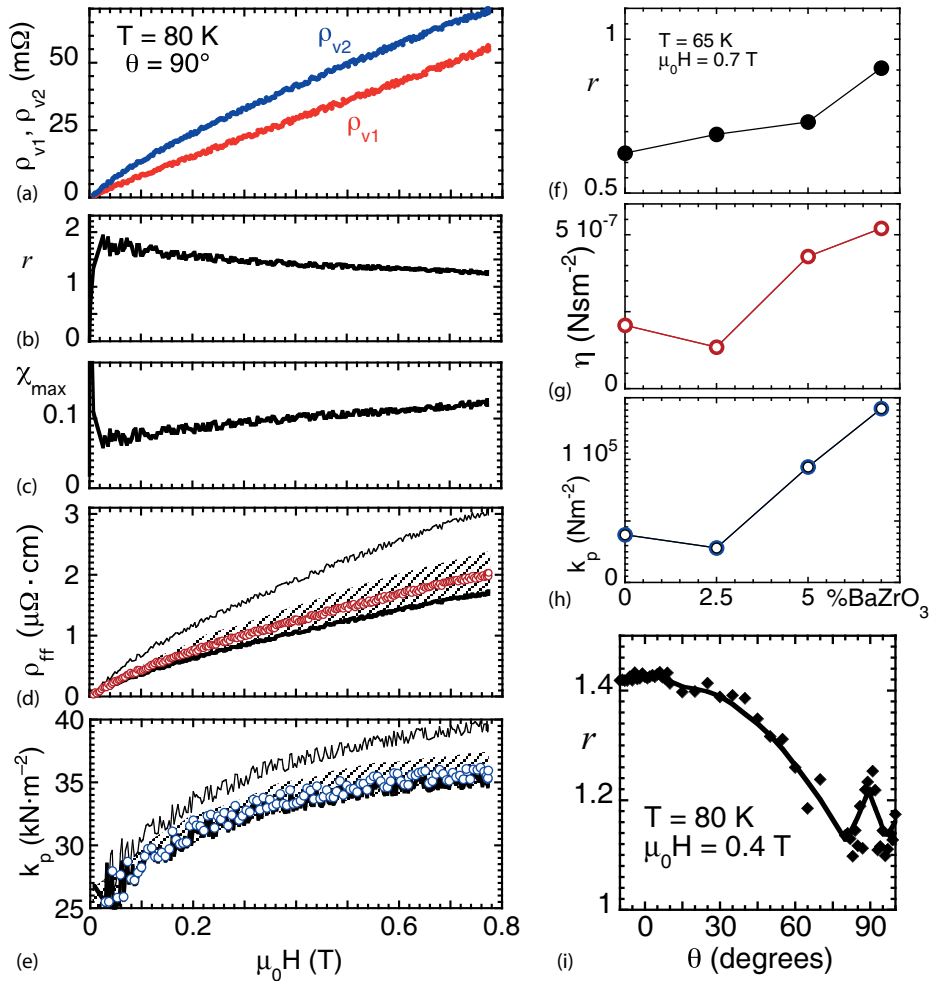 T = 80 K
θ = 90°
ρv2
ρv1
ρv1, ρv2 (mΩ)
50
25
0
(a)
r
2
1
0
(b)
χmax
0.1
0
(c)
ρff (μΩ · cm)
3
2
1
0
(d)
kp (kN·m−2)
40
35
30
25
(e)
0 0.2 0.4 0.6 0.8
μ0H (T)
T = 65 K
μ0H = 0.7 T
r
1
0.5
(f)
η (Nsm-2)
5 10-7
0
(g)
kp (Nm-2)
1 105
0
(h)
0 2.5 5 %BaZrO3
r
1.4
1.2
1
T = 80 K
μ0H = 0.4 T
0 30 60 90
(i)
θ (degrees)